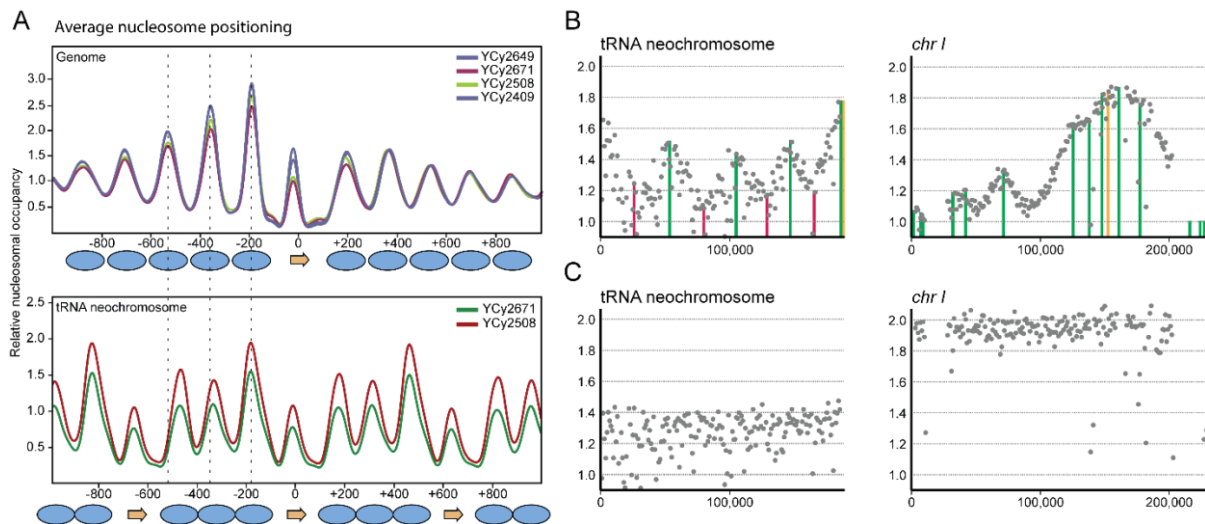 A
Average nucleosome positioning
Genome
YCy2649
YCy2671
YCy2508
YCy2409
3.0
2.5
2.0
1.5
1.0
0.5
-800 -600 -400 -200 0 +200 +400 +600 +800
Relative nucleosomal occupancy
tRNA neochromosome
YCy2671
YCy2508
2.5
2.0
1.5
1.0
0.5
-800 -600 -400 -200 0 +200 +400 +600 +800
B
tRNA neochromosome
2.0
1.8
1.6
1.4
1.2
1.0
0 100,000
chr I
2.0
1.8
1.6
1.4
1.2
1.0
0 100,000 200,000
C
tRNA neochromosome
2.0
1.8
1.6
1.4
1.2
1.0
0 100,000
chr I
2.0
1.8
1.6
1.4
1.2
1.0
0 100,000 200,000